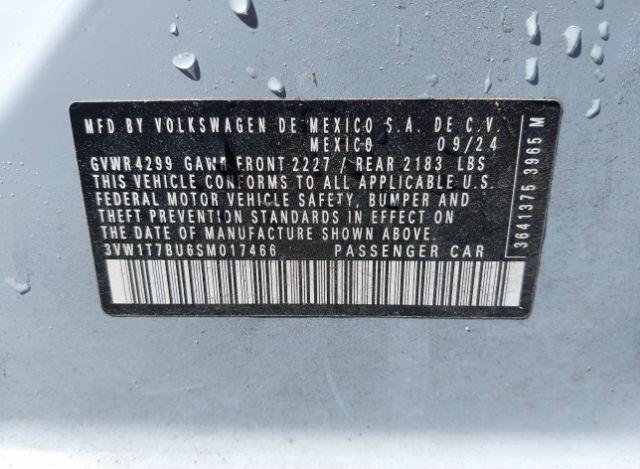 MFD BY VOLKSWAGEN DE MEXICO S.A. DE C.V.
MEXICO 09/24
GVWR 4299 GAWR FRONT 2227 / REAR 2183 LBS
THIS VEHICLE CONFORMS TO ALL APPLICABLE U.S.
FEDERAL MOTOR VEHICLE SAFETY, BUMPER AND
THEFT PREVENTION STANDARDS IN EFFECT ON
THE DATE OF MANUFACTURE SHOWN ABOVE.
3VW1T7BU6SM017466 PASSENGER CAR
3641375 3965 M